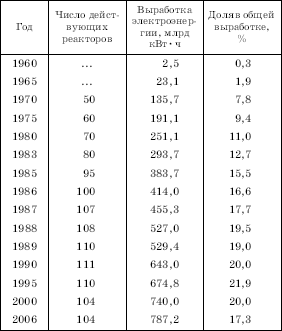 Год
Число дейст-
вующих
реакторов
Выработка
электроэнер-
гии, млрд
кВт·ч
Доля в общей
выработке,
%
1960 ... 2,5 0,3
1965 ... 23,1 1,9
1970 50 135,7 7,8
1975 60 191,1 9,4
1980 70 251,1 11,0
1983 80 293,7 12,7
1985 95 383,7 15,5
1986 100 414,0 16,6
1987 107 455,3 17,7
1988 108 527,0 19,5
1989 110 529,4 19,0
1990 111 643,0 20,0
1995 110 674,8 21,9
2000 104 740,0 20,0
2006 104 787,2 17,3